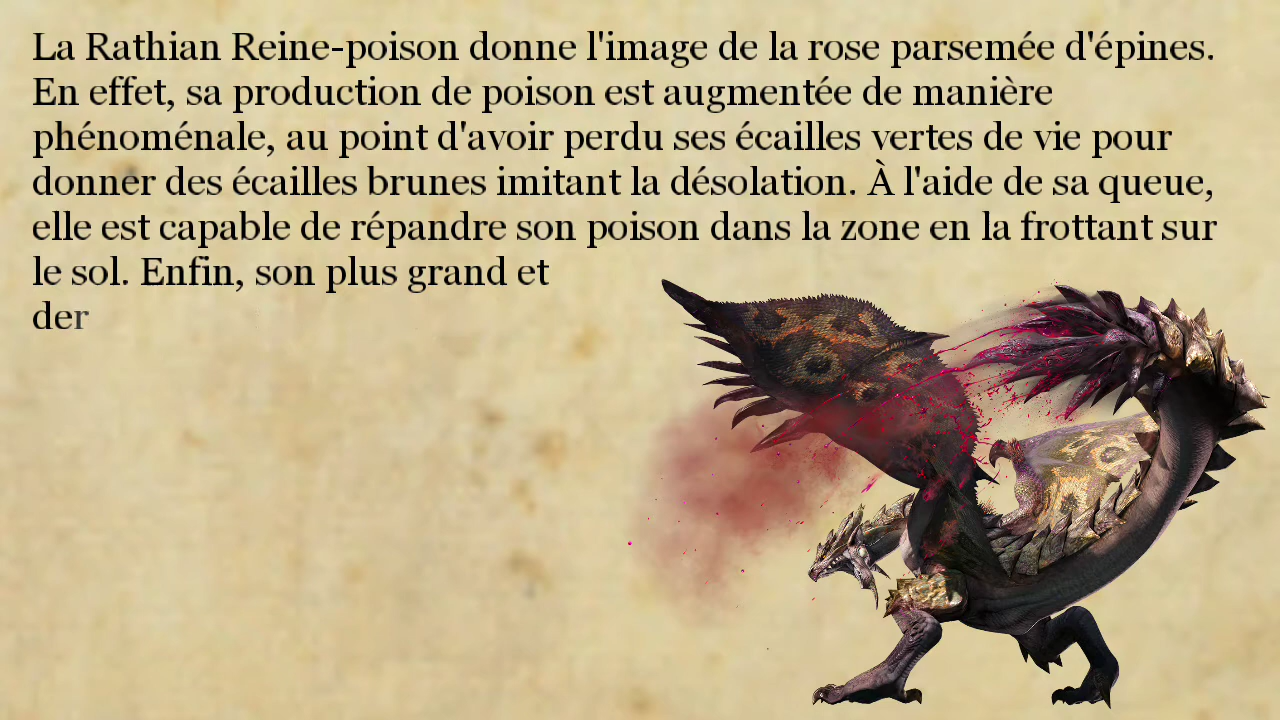 La Rathian Reine-poison donne l'image de la rose parsemée d'épines.
En effet, sa production de poison est augmentée de manière
phénoménale, au point d'avoir perdu ses écailles vertes de vie pour
donner des écailles brunes imitant la désolation. À l'aide de sa queue,
elle est capable de répandre son poison dans la zone en la frottant sur
le sol. Enfin, son plus grand et
der